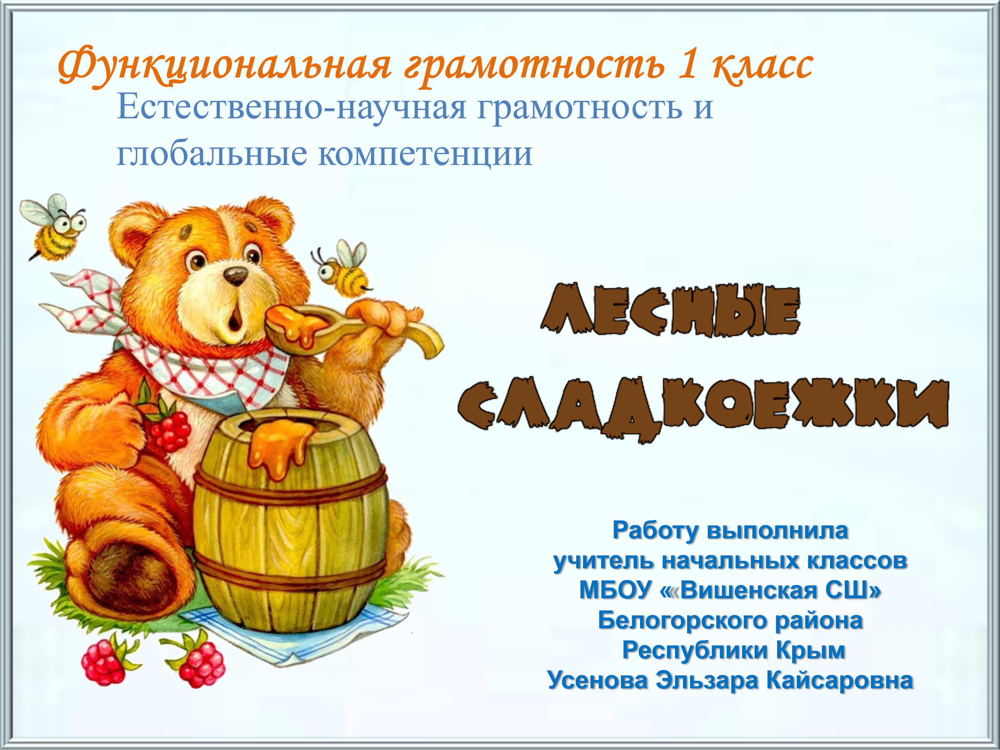 Функциональная грамотность 1 класс
Естественно-научная грамотность и
глобальные компетенции
ЛЕСНЫЕ
СЛАДКОЕЖКИ
Работу выполнила
учитель начальных классов
МБОУ ««Вишенская СШ»
Белогорского района
Республики Крым
Усенова Эльзара Кайсаровна